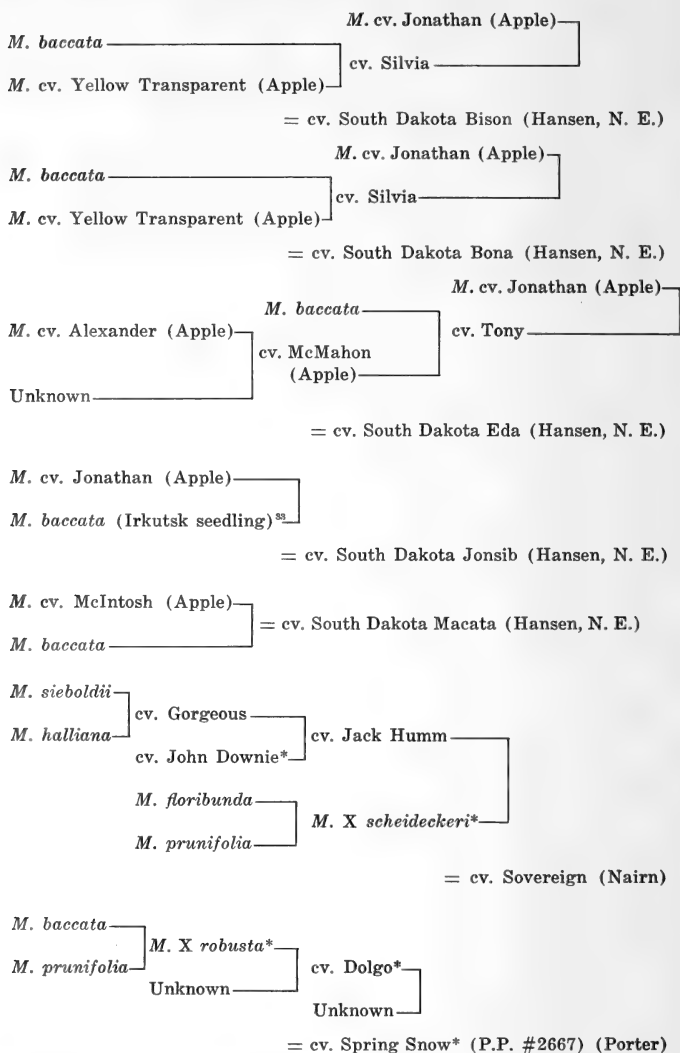 M. cv. Jonathan (Apple)
M. baccata
cv. Silvia
M. cv. Yellow Transparent (Apple)
= cv. South Dakota Bison (Hansen, N. E.)
M. cv. Jonathan (Apple)
M. baccata
cv. Silvia
M. cv. Yellow Transparent (Apple)
= cv. South Dakota Bona (Hansen, N. E.)
M. cv. Jonathan (Apple)
M. baccata
M. cv. Alexander (Apple)
cv. Tony
cv. McMahon
(Apple)
Unknown
= cv. South Dakota Eda (Hansen, N. E.)
M. cv. Jonathan (Apple)
M. baccata (Irkutsk seedling)
= cv. South Dakota Jonsib (Hansen, N. E.)
M. cv. McIntosh (Apple)
= cv. South Dakota Macata (Hansen, N. E.)
M. baccata
M. sieboldii
cv. Gorgeous
M. halliana
cv. Jack Humm
cv. John Downie*
M. floribunda
M. X scheideckeri*
M. prunifolia
= cv. Sovereign (Nairn)
M. baccata
M. X robusta*
M. prunifolia
cv. Dolgo*
Unknown
Unknown
= cv. Spring Snow* (P.P. #2667) (Porter)